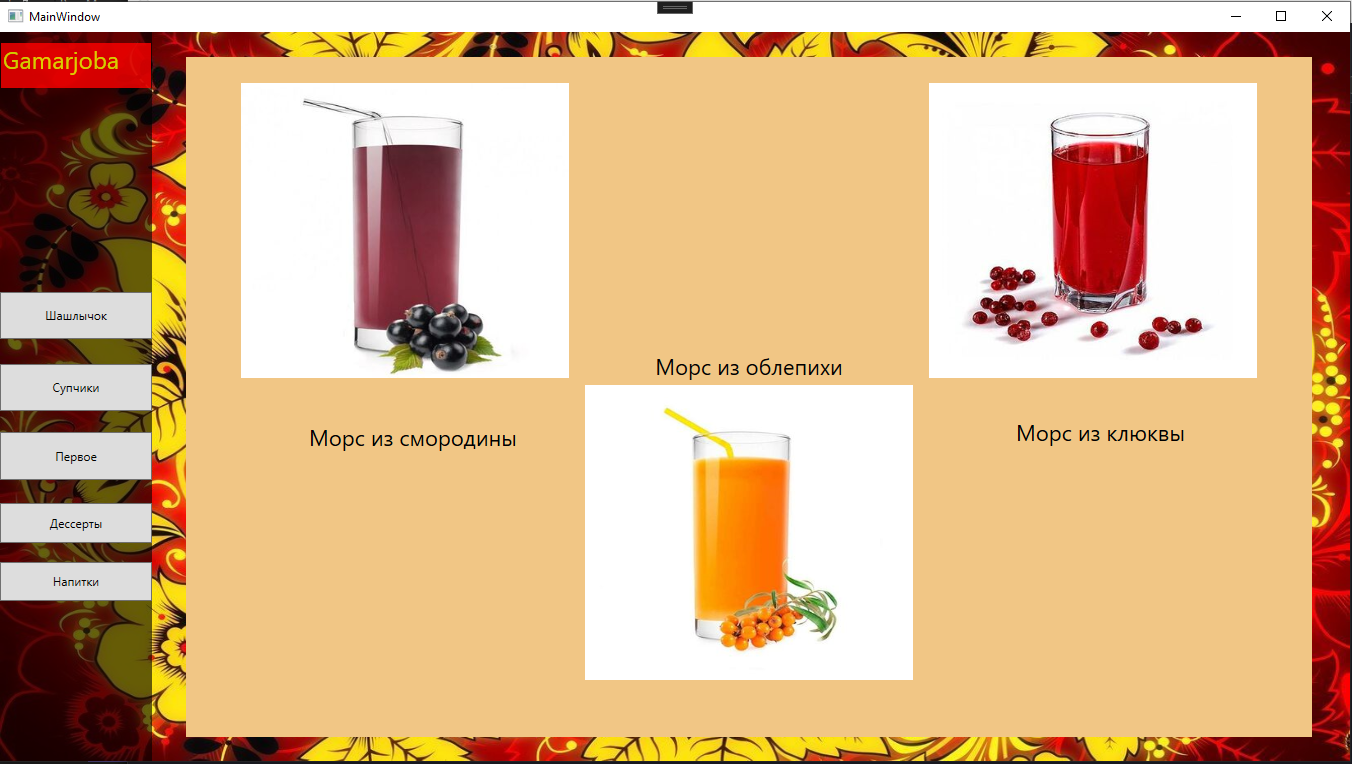 MainWindow
Gamarjoba
Шашлычок
Супчики
Первое
Дессерты
Напитки
Морс из облепихи
Морс из смородины
Морс из клюквы